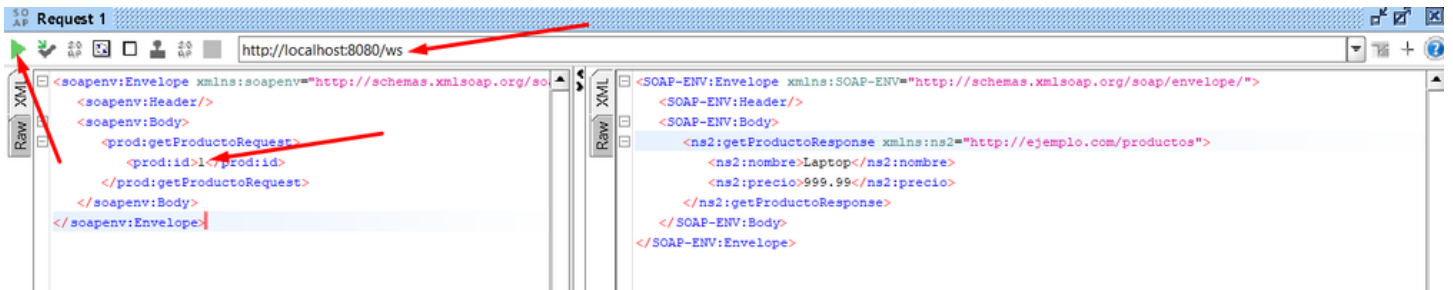 SO
AP Request 1
http://localhost:8080/ws
XML
Raw
<soapenv:Envelope xmlns:soapenv="http://schemas.xmlsoap.org/so
<soapenv:Header/>
<soapenv:Body>
<prod:getProductoRequest>
<prod:id>1</prod:id>
</prod:getProductoRequest>
</soapenv:Body>
</soapenv:Envelope>
XML
Raw
<SOAP-ENV:Envelope xmlns:SOAP-ENV="http://schemas.xmlsoap.org/soap/envelope/">
<SOAP-ENV:Header/>
<SOAP-ENV:Body>
<ns2:getProductoResponse xmlns:ns2="http://ejemplo.com/productos">
<ns2:nombre>Laptop</ns2:nombre>
<ns2:precio>999.99</ns2:precio>
</ns2:getProductoResponse>
</SOAP-ENV:Body>
</SOAP-ENV:Envelope>